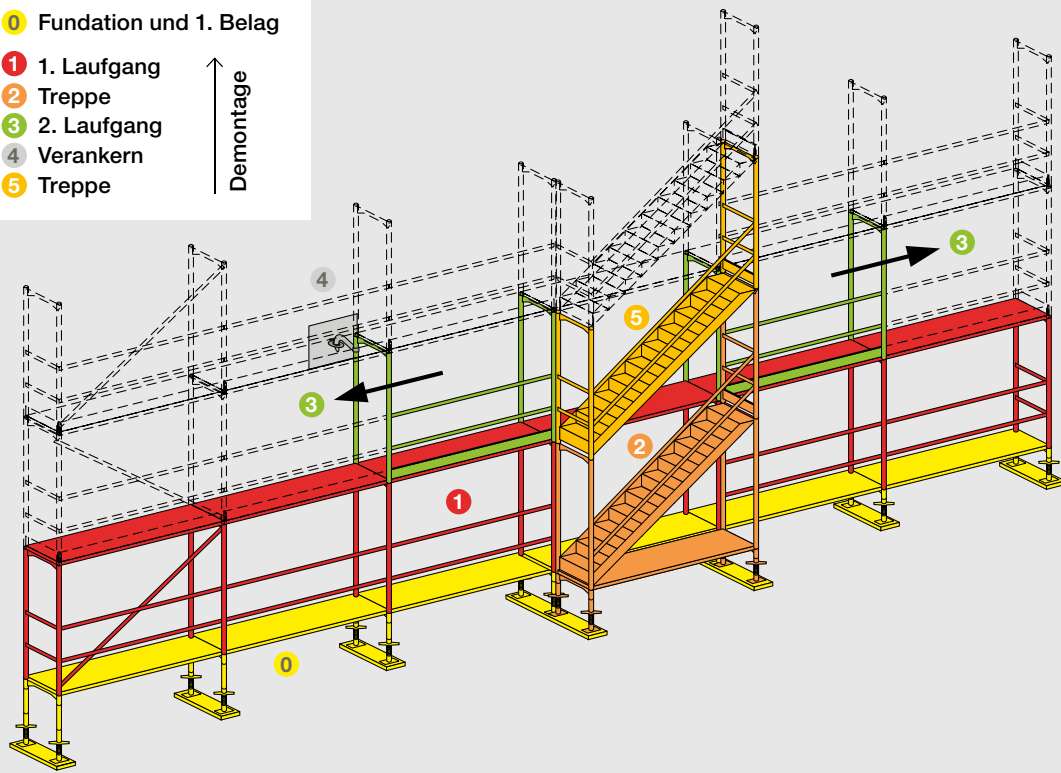 0 Fundation und 1. Belag
1 1. Laufgang
2 Treppe
3 2. Laufgang
4 Verankern
5 Treppe
Demontage
4
3
5
3
2
1
0